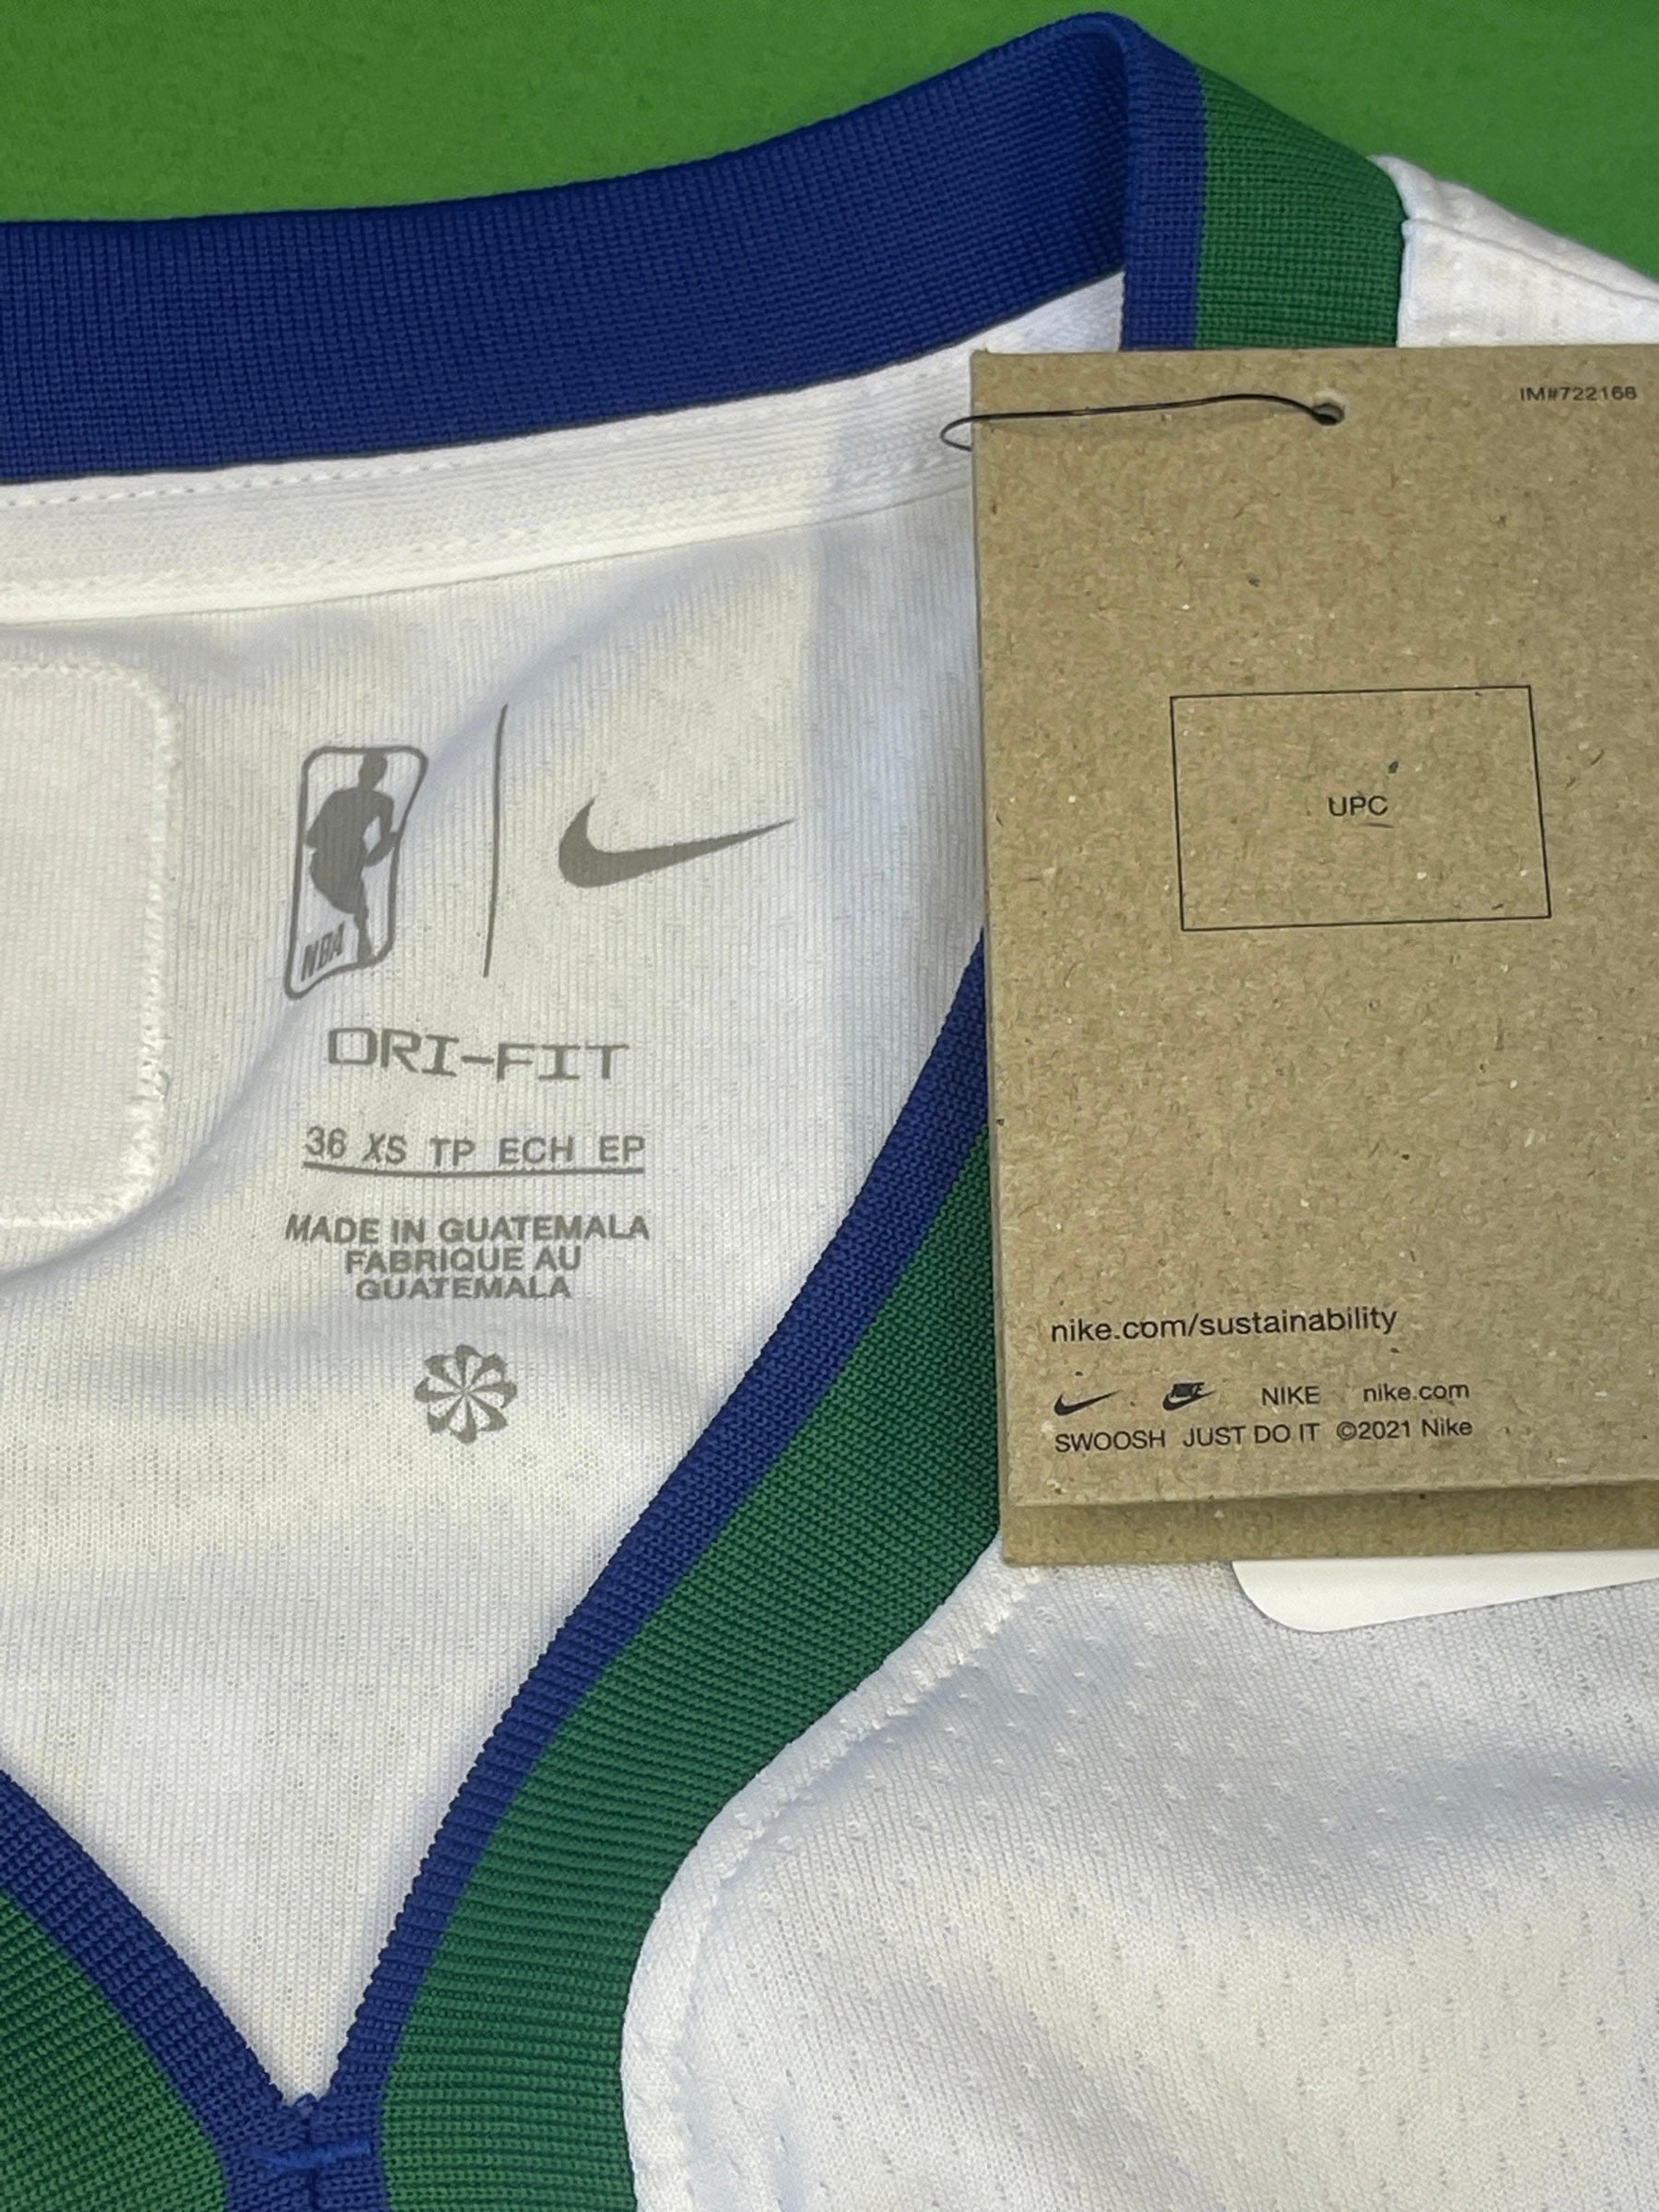 IM#722168
UPC
NBA
DRI-FIT
36 XS TP ECH EP
MADE IN GUATEMALA
FABRIQUE AU
GUATEMALA
nike.com/sustainability
NIKE NIKE nike.com
SWOOSH JUST DO IT ©2021 Nike